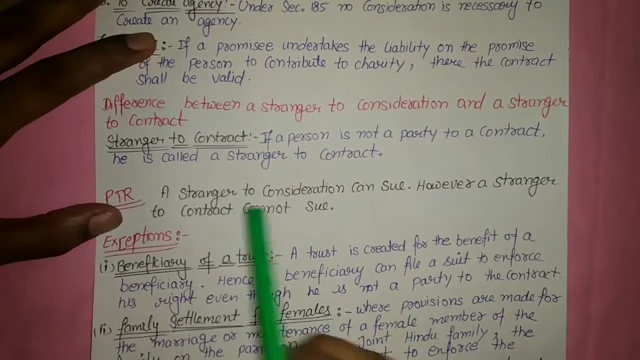 To Create agency:- Under Sec. 185 no Consideration is necessary to
Create an agency.
:- If a promisee undertakes the liability on the promise
of the person to contribute to charity, there the contract
shall be valid.
Difference between a stranger to consideration and a stranger
to contract
Stranger to contract:- If a person is not a party to a contract,
he is called a stranger to contract.
PTR A stranger to Consideration can sue. However a stranger
to contract cannot sue.
Exceptions:-
(i) Beneficiary of a trust:- A trust is created for the benefit of a
beneficiary. Hence beneficiary can file a suit to enforce
his right even though he is not a party to the contract
(ii) family settlement for females:- where provisions are made for
the marriage or maintenance of a female member of the
on the Joint Hindu family, the
to enforce the